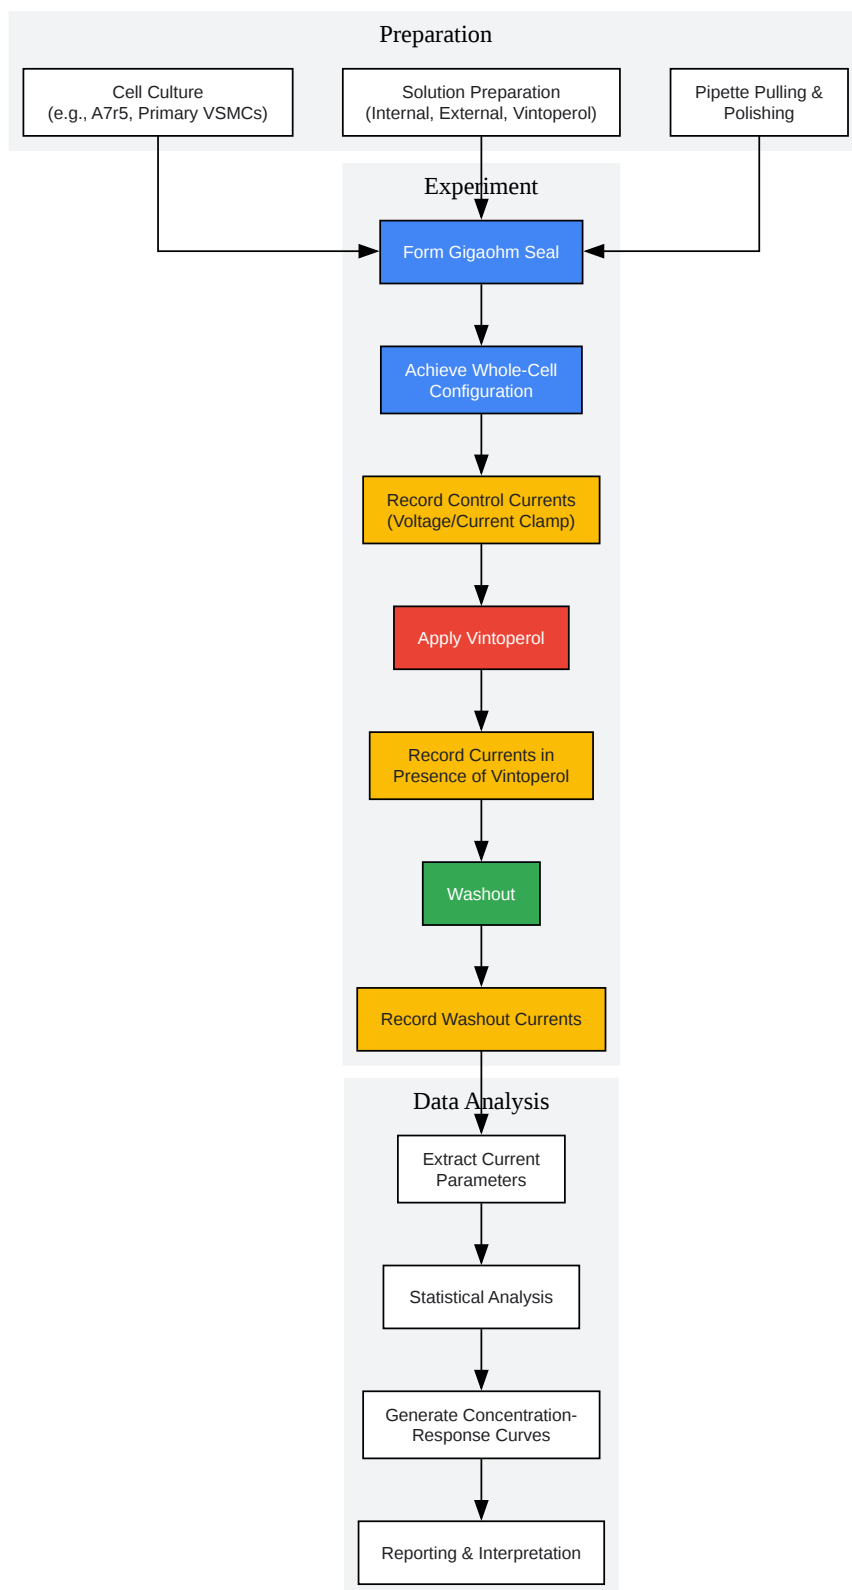 Preparation
Cell Culture
(e.g., A7r5, Primary VSMCs)
Solution Preparation
(Internal, External, Vintoperol)
Pipette Pulling &
Polishing
Experiment
Form Gigaohm Seal
Achieve Whole-Cell
Configuration
Record Control Currents
(Voltage/Current Clamp)
Apply Vintoperol
Record Currents in
Presence of Vintoperol
Washout
Record Washout Currents
Data Analysis
Extract Current
Parameters
Statistical Analysis
Generate Concentration-
Response Curves
Reporting & Interpretation